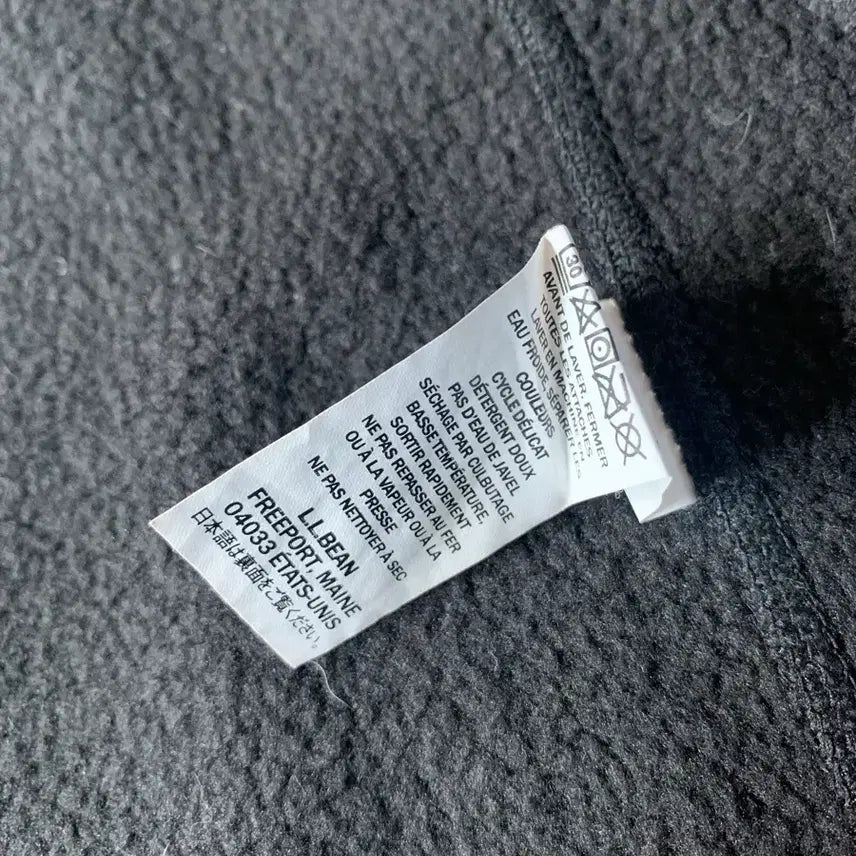 30
AVANT DE LAVER, FERMER
TOUTES LES ATTACHES.
LAVER EN MACHINE, LES
EAU FROIDE, SÉPARER
COULEURS
CYCLE DÉLICAT
DÉTERGENT DOUX
PAS D'EAU DE JAVEL
SÉCHAGE PAR CULBUTAGE
BASSE TEMPÉRATURE,
SORTIR RAPIDEMENT
NE PAS REPASSER AU FER
OU À LA VAPEUR OU À LA
PRESSE
NE PAS NETTOYER À SEC
L.L.BEAN
FREEPORT, MAINE
04033 ÉTATS-UNIS
日本語は裏面をご覧ください。